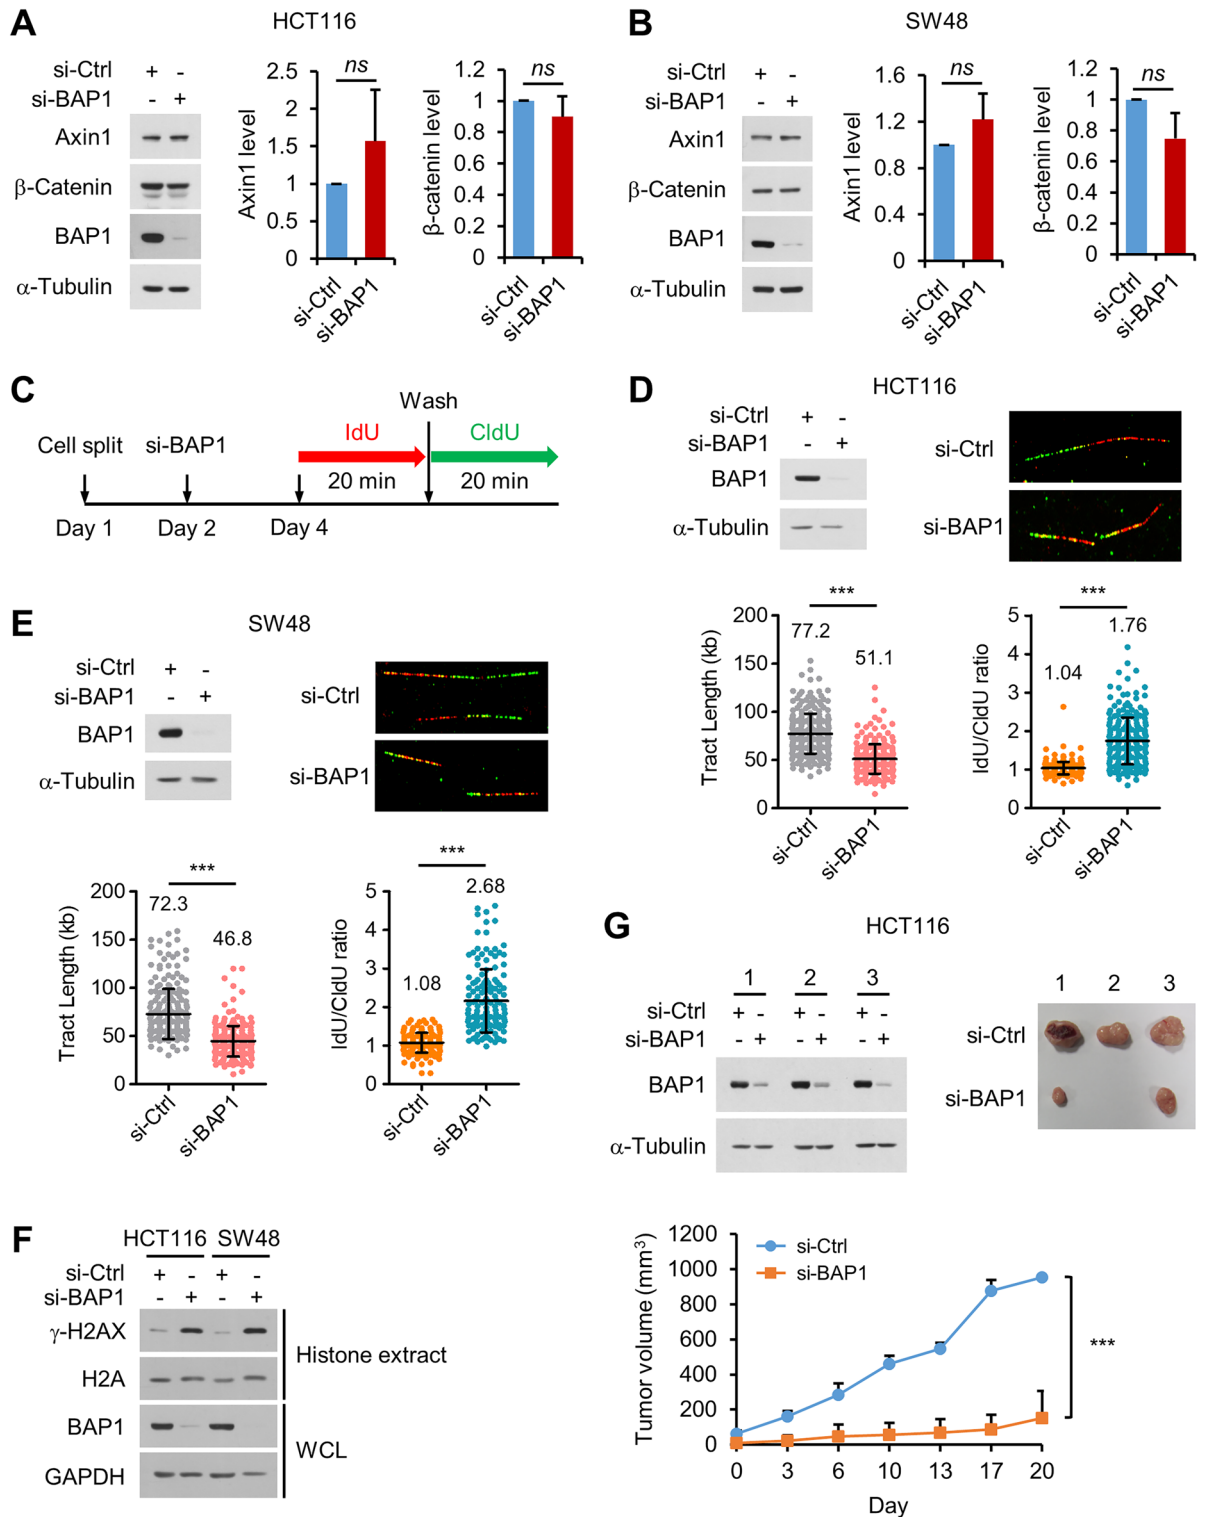 A
HCT116
si-Ctrl + -
si-BAP1 - +
Axin1
β-Catenin
BAP1
α-Tubulin
Axin1 level
2.5
2
1.5
1
0.5
0
ns
si-Ctrl
si-BAP1
β-catenin level
1.2
1
0.8
0.6
0.4
0.2
0
ns
si-Ctrl
si-BAP1
B
SW48
si-Ctrl + -
si-BAP1 - +
Axin1
β-Catenin
BAP1
α-Tubulin
Axin1 level
1.6
1.2
0.8
0.4
0
ns
si-Ctrl
si-BAP1
β-catenin level
1.2
1
0.8
0.6
0.4
0.2
0
ns
si-Ctrl
si-BAP1
C
Wash
Cell split si-BAP1 IdU CldU
20 min 20 min
Day 1 Day 2 Day 4
D
HCT116
si-Ctrl + -
si-BAP1 - +
BAP1
α-Tubulin
si-Ctrl
si-BAP1
Tract Length (kb)
200
150
100
50
0
***
77.2
51.1
si-Ctrl
si-BAP1
IdU/CldU ratio
5
4
3
2
1
0
***
1.04
1.76
si-Ctrl
si-BAP1
E
SW48
si-Ctrl + -
si-BAP1 - +
BAP1
α-Tubulin
si-Ctrl
si-BAP1
Tract Length (kb)
200
150
100
50
0
***
72.3
46.8
si-Ctrl
si-BAP1
IdU/CldU ratio
5
4
3
2
1
0
***
1.08
2.68
si-Ctrl
si-BAP1
F
HCT116 SW48
si-Ctrl + - + -
si-BAP1 - + - +
γ-H2AX
H2A
Histone extract
BAP1
GAPDH
WCL
G
HCT116
1 2 3
si-Ctrl + - + - + -
si-BAP1 - + - + - +
BAP1
α-Tubulin
1 2 3
si-Ctrl
si-BAP1
Tumor volume (mm³)
1200
1000
800
600
400
200
0
si-Ctrl
si-BAP1
***
0 3 6 10 13 17 20
Day